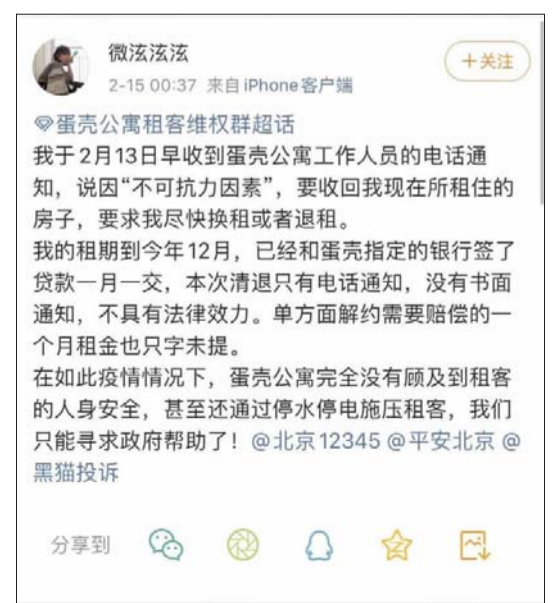 微泫泫泫
+关注
2-15 00:37 来自 iPhone客户端
蛋壳公寓租客维权群超话
我于2月13日早收到蛋壳公寓工作人员的电话通
知，说因“不可抗力因素”，要收回我现在所租住的
房子，要求我尽快换租或者退租。
我的租期到今年12月，已经和蛋壳指定的银行签了
贷款一月一交，本次清退只有电话通知，没有书面
通知，不具有法律效力。单方面解约需要赔偿的一
个月租金也只字未提。
在如此疫情情况下，蛋壳公寓完全没有顾及到租客
的人身安全，甚至还通过停水停电施压租客，我们
只能寻求政府帮助了！@北京12345 @平安北京 @
黑猫投诉
分享到